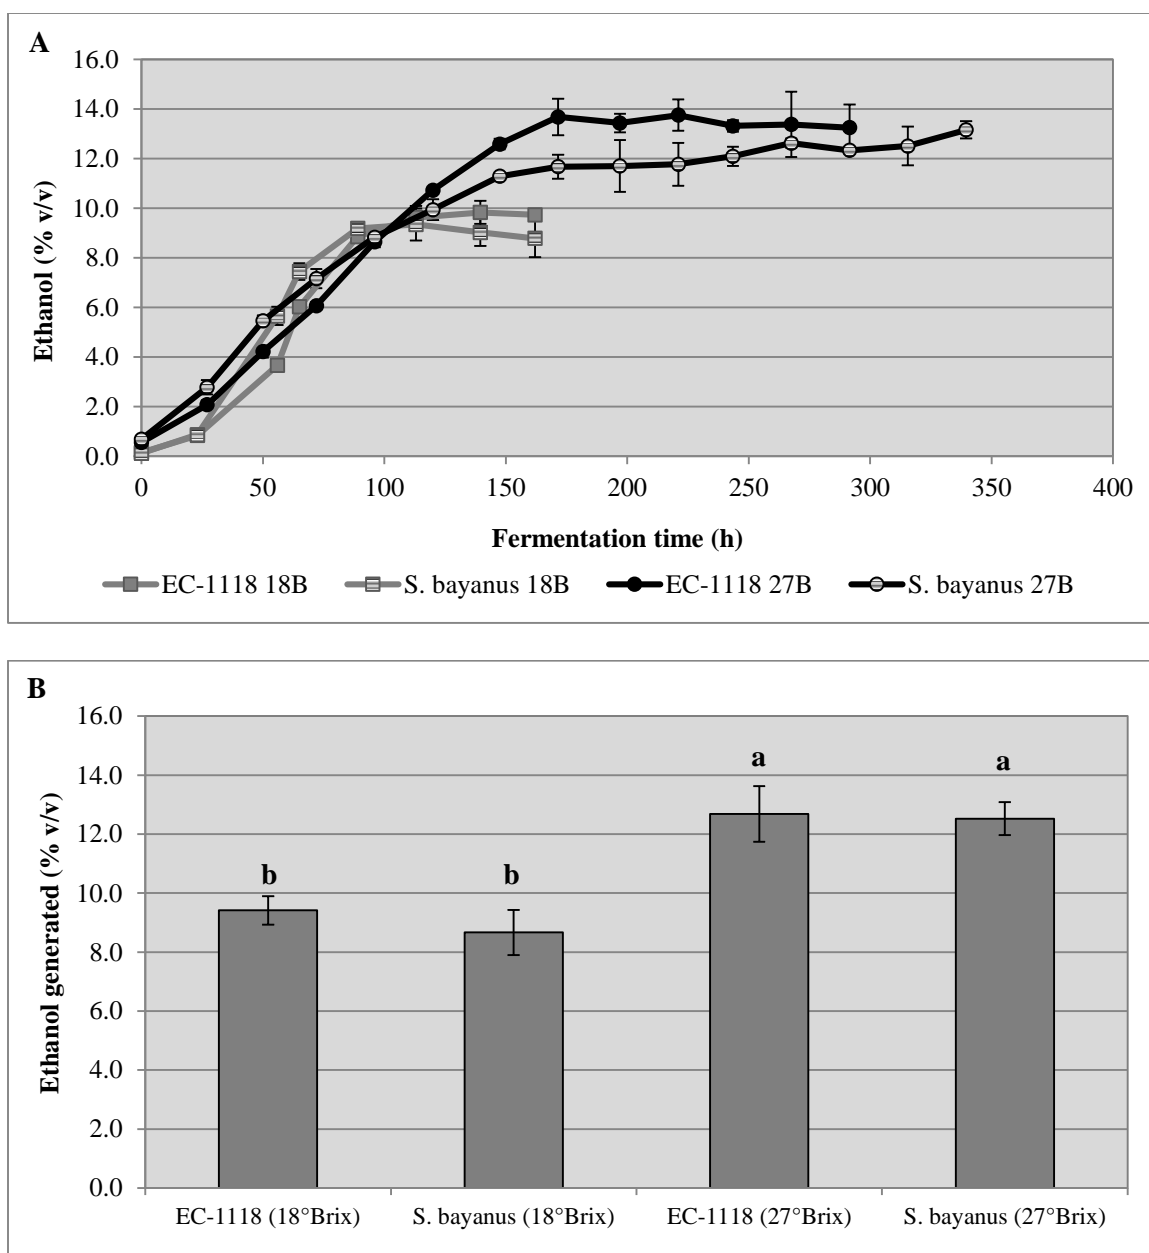 A
16.0
14.0
12.0
10.0
8.0
6.0
4.0
2.0
0.0
Ethanol (% v/v)
0 50 100 150 200 250 300 350 400
Fermentation time (h)
EC-1118 18B S. bayanus 18B EC-1118 27B S. bayanus 27B
B
16.0
14.0
12.0
10.0
8.0
6.0
4.0
2.0
0.0
Ethanol generated (% v/v)
b b a a
EC-1118 (18°Brix) S. bayanus (18°Brix) EC-1118 (27°Brix) S. bayanus (27°Brix)